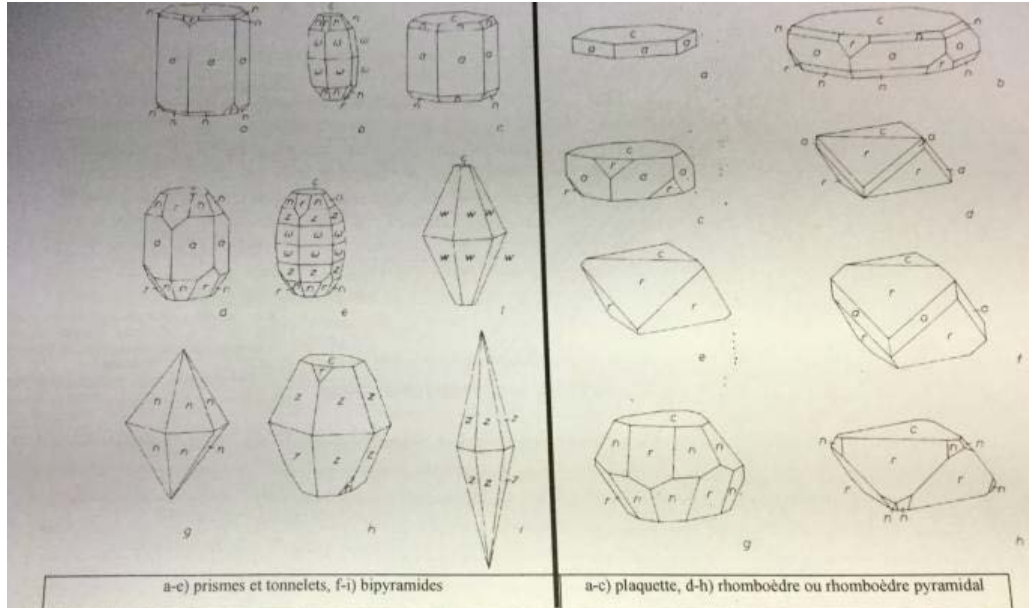 c c c
n r n n r n n n n n
a a a ω ω ω a a a
ω ω ω
n n n n n r n n n n
a b c
c
r n n n r n z c
a a a z z z w w w
ω ω ω w w w
r n n r n r n n r n
d e f
c
r
n n n z z z z z z
n n n z z z z z
n
g h i
c c
a a a n a r n a n
r n n n
a b
c c
r a a r a a r a
r r r
c d
c c
r r
r r a r a a
r r
e f
c c
n r n n n r n n
r n n r n r r n
n n
g h
a-e) prismes et tonnelets, f-i) bipyramides
a-c) plaquette, d-h) rhomboèdre ou rhomboèdre pyramidal